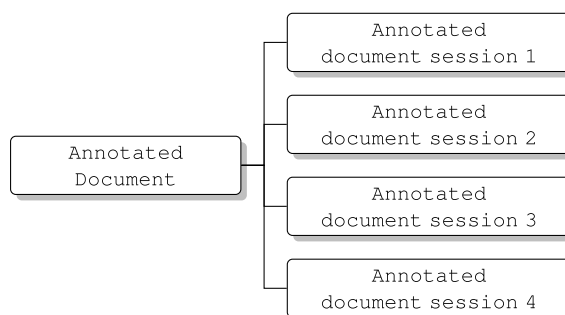 Annotated
document session 1
Annotated
document session 2
Annotated
Document
Annotated
document session 3
Annotated
document session 4